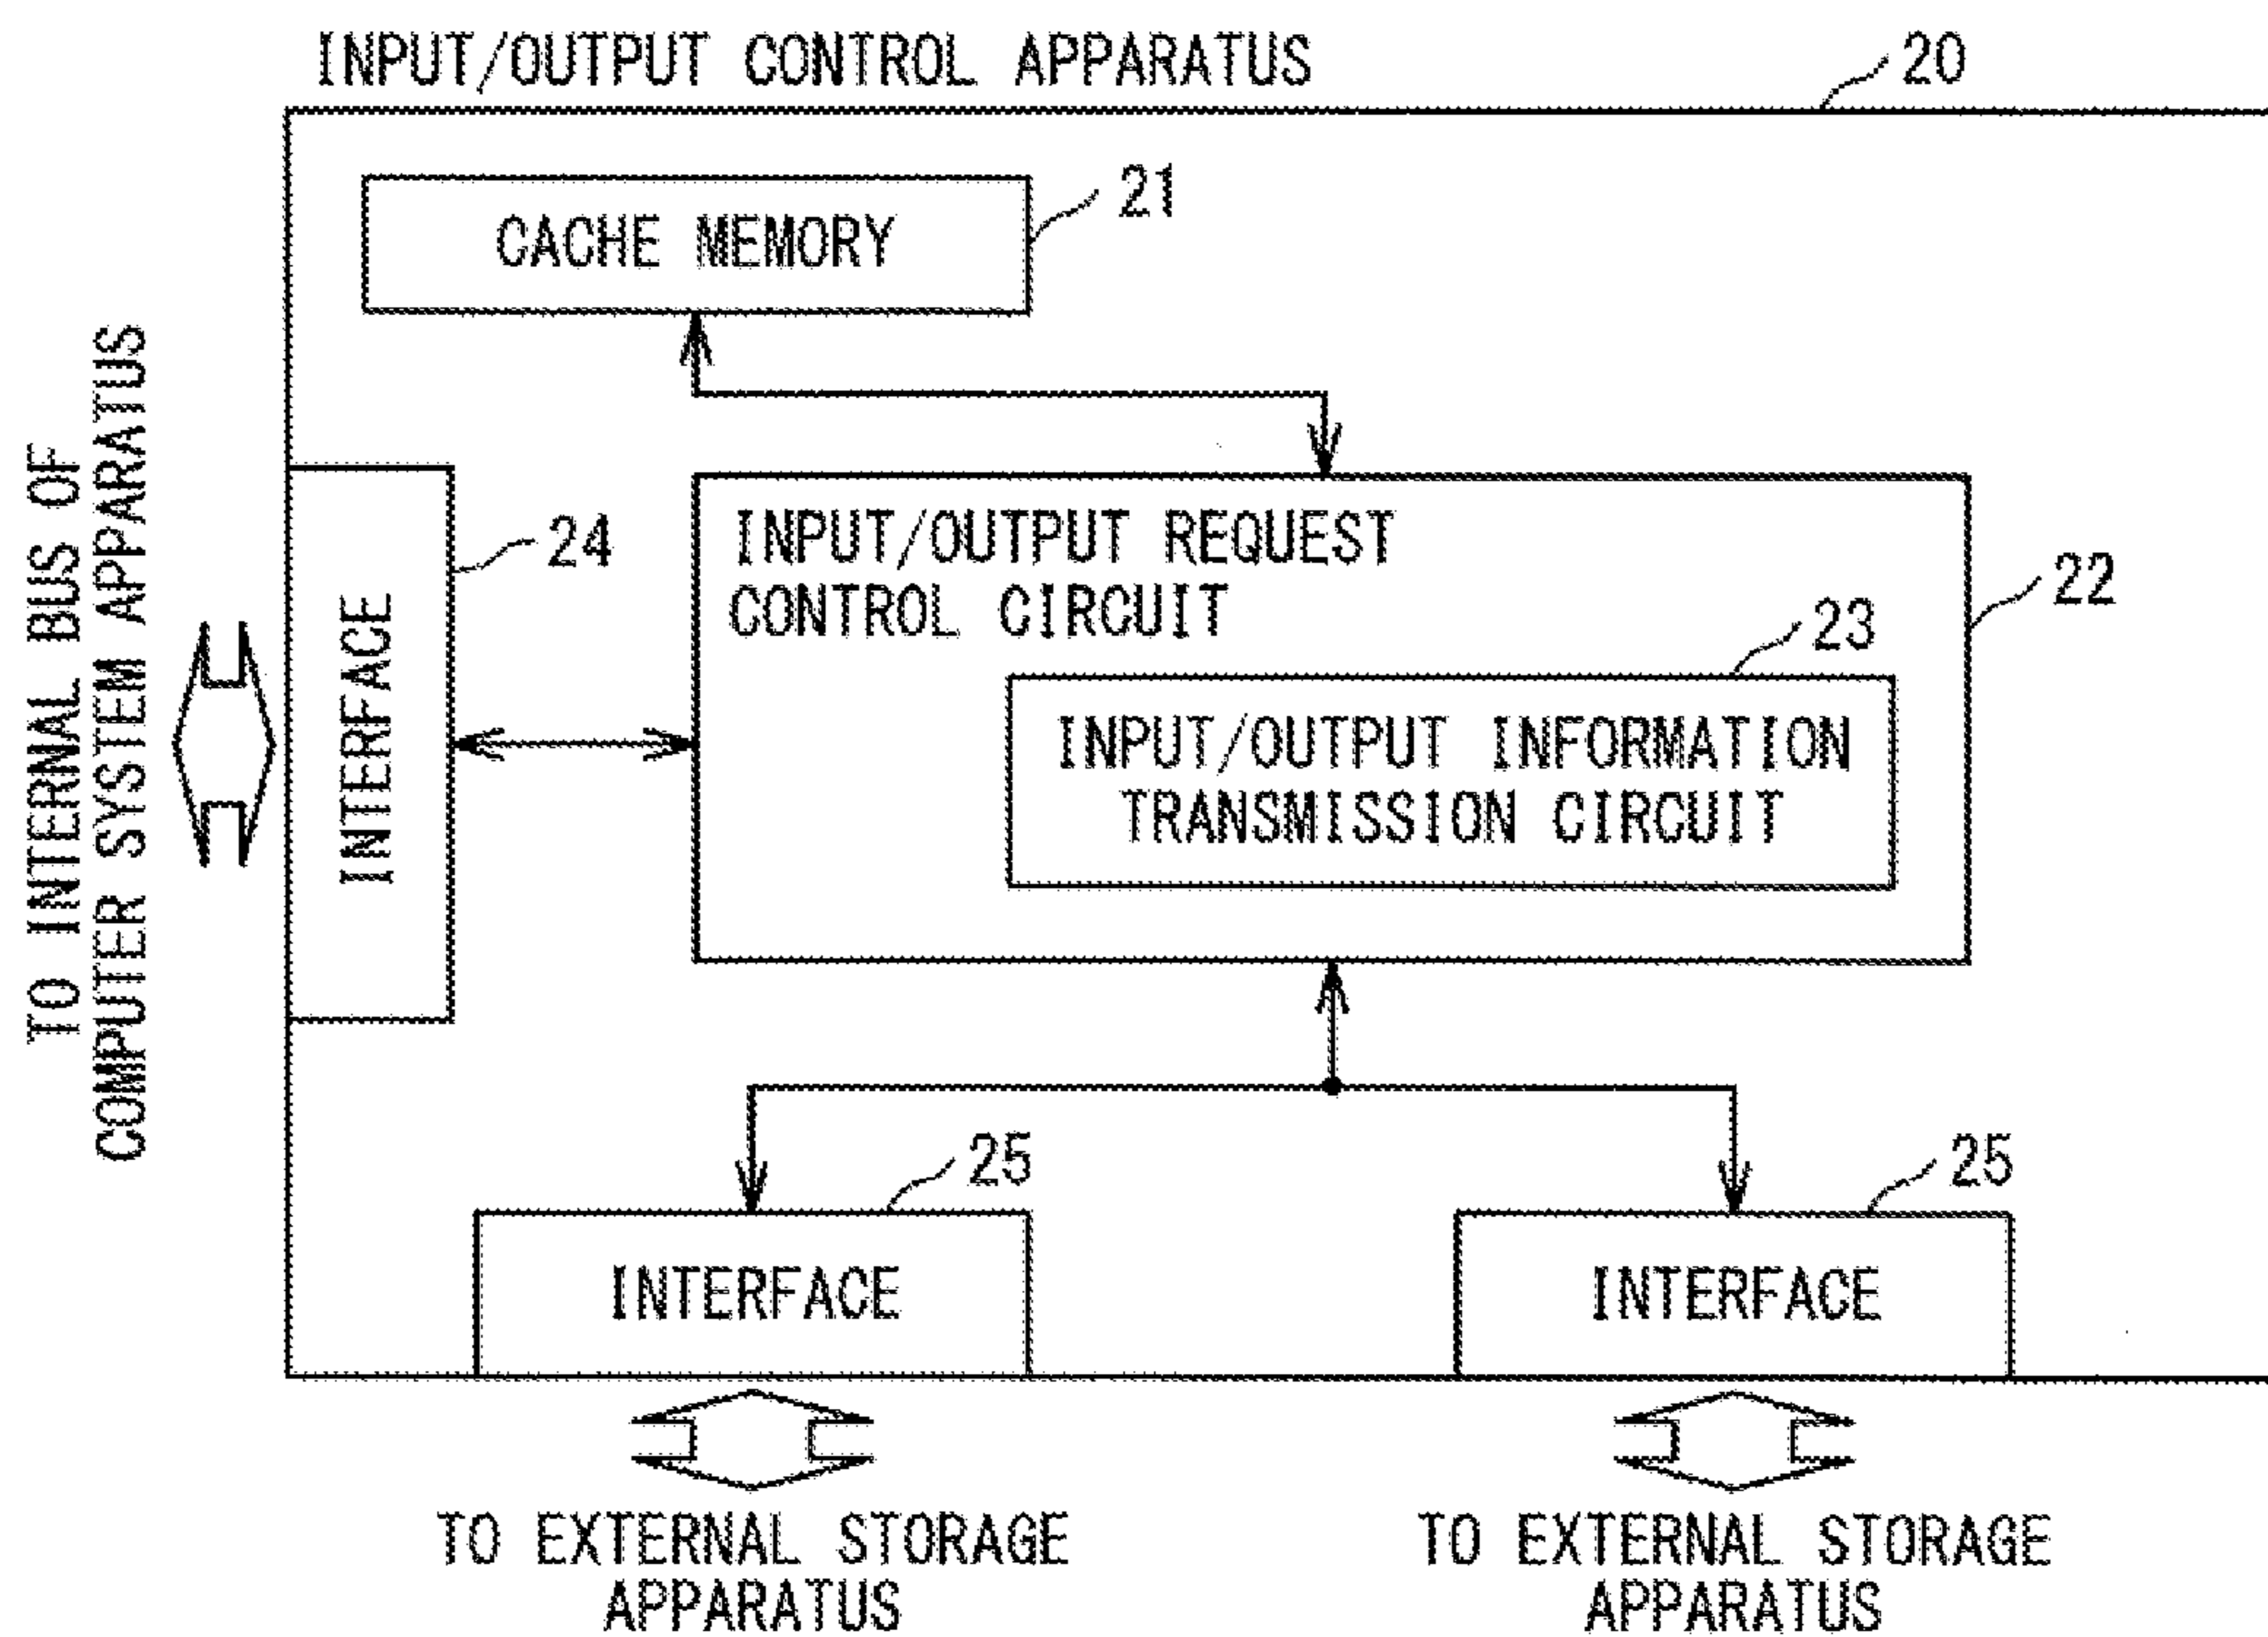 INPUT/OUTPUT CONTROL APPARATUS
20
CACHE MEMORY
21
TO INTERNAL BUS OF
COMPUTER SYSTEM APPARATUS
INTERFACE
24
INPUT/OUTPUT REQUEST
CONTROL CIRCUIT
22
23
INPUT/OUTPUT INFORMATION
TRANSMISSION CIRCUIT
25
INTERFACE
25
INTERFACE
TO EXTERNAL STORAGE
APPARATUS
TO EXTERNAL STORAGE
APPARATUS